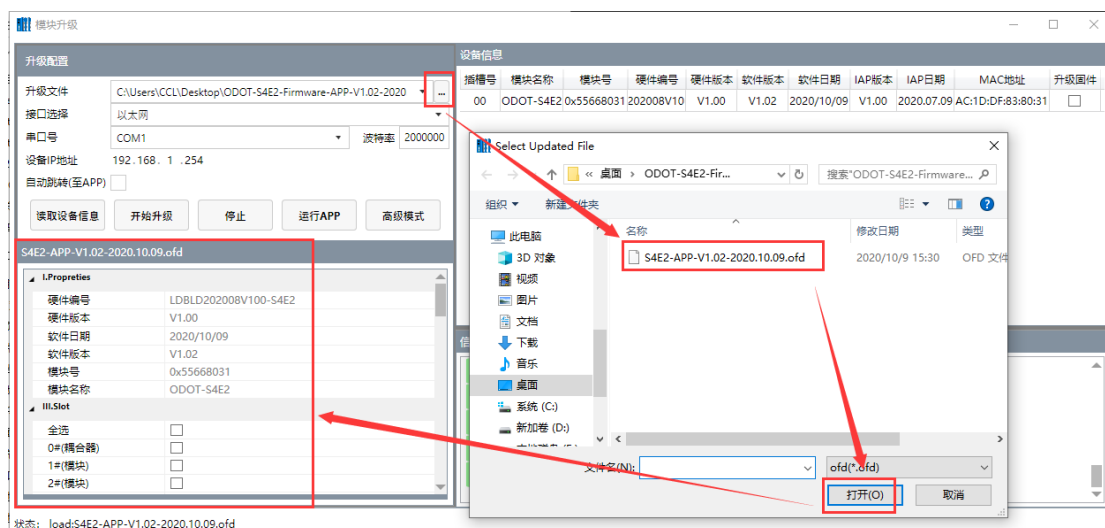 模块升级
升级配置
升级文件 C:\Users\CCL\Desktop\ODOT-S4E2-Firmware-APP-V1.02-2020 ...
接口选择 以太网
串口号 COM1 波特率 2000000
设备IP地址 192.168. 1 .254
自动跳转(至APP)
读取设备信息 开始升级 停止 运行APP 高级模式
S4E2-APP-V1.02-2020.10.09.ofd
I.Propreties
硬件编号 LDBLD202008V100-S4E2
硬件版本 V1.00
软件日期 2020/10/09
软件版本 V1.02
模块号 0x55668031
模块名称 ODOT-S4E2
III.Slot
全选
0#(耦合器)
1#(模块)
2#(模块)
状态: load:S4E2-APP-V1.02-2020.10.09.ofd
设备信息
插槽号 模块名称 模块号 硬件编号 硬件版本 软件版本 软件日期 IAP版本 IAP日期 MAC地址 升级固件
00 ODOT-S4E2 0x55668031 202008V10 V1.00 V1.02 2020/10/09 V1.00 2020.07.09 AC:1D:DF:83:80:31
Select Updated File
« 桌面 › ODOT-S4E2-Fir... 搜索"ODOT-S4E2-Firmware...
组织 新建文件夹
名称 修改日期 类型
S4E2-APP-V1.02-2020.10.09.ofd 2020/10/9 15:30 OFD 文件
此电脑
3D 对象
视频
图片
文档
下载
音乐
桌面
系统 (C:)
新加卷 (D:)
文件名(N): ofd(*.ofd)
打开(O) 取消